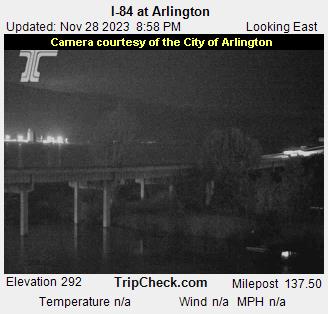 I-84 at Arlington
Updated: Nov 28 2023 8:58 PM Looking East
Camera courtesy of the City of Arlington
Elevation 292 TripCheck.com Milepost 137.50
Temperature n/a Wind n/a MPH n/a